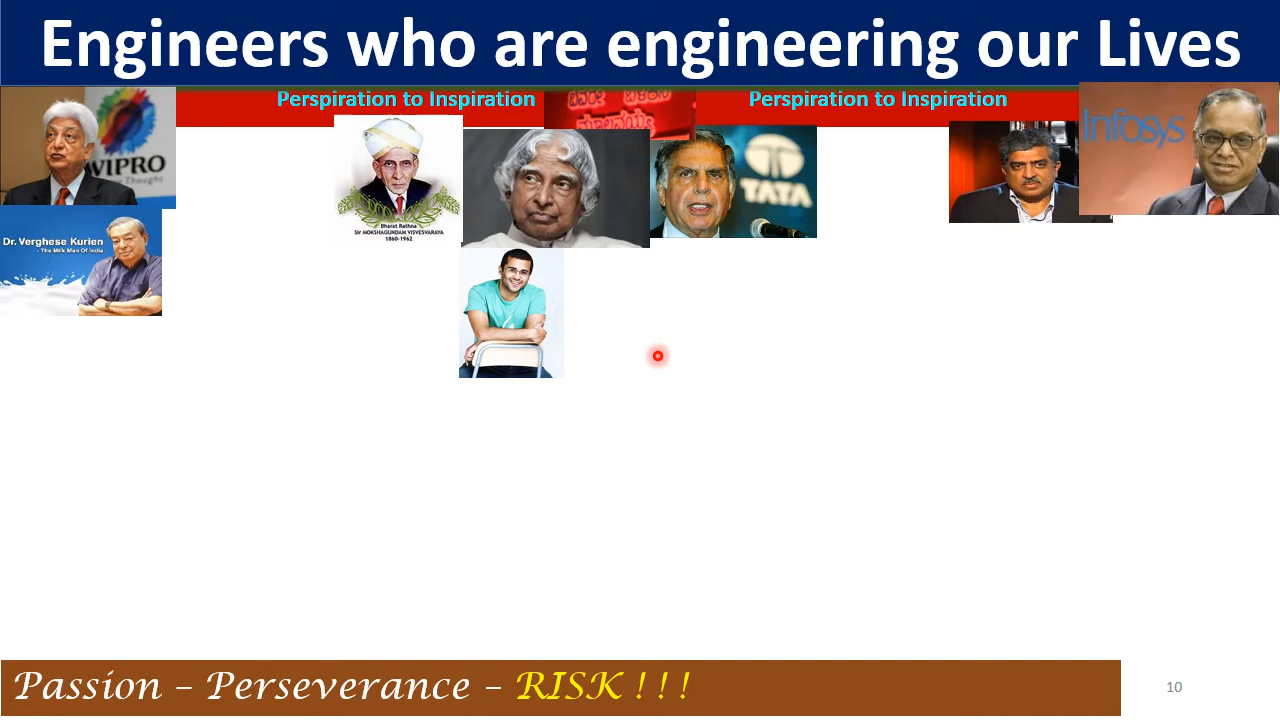 Engineers who are engineering our Lives
Perspiration to Inspiration
Perspiration to Inspiration
WIPRO
Infosys
TATA
Bharat Rathna
Sir MOKSHAGUNDAM VISVESVARAYA
1860-1962
Dr. Verghese Kurien
- The Milk Man Of India
Passion – Perseverance – RISK ! ! !
10